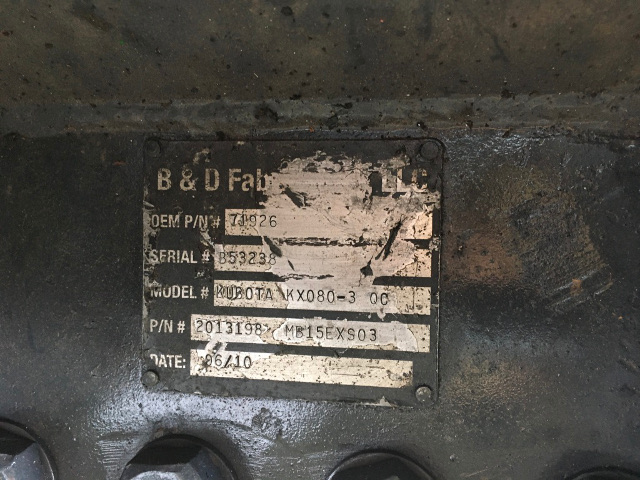 B & D Fab LLC
OEM P/N # 71926
SERIAL # B53238
MODEL # KUBOTA KX080-3 QC
P/N # 2013198 MB15EXS03
DATE: 06/10